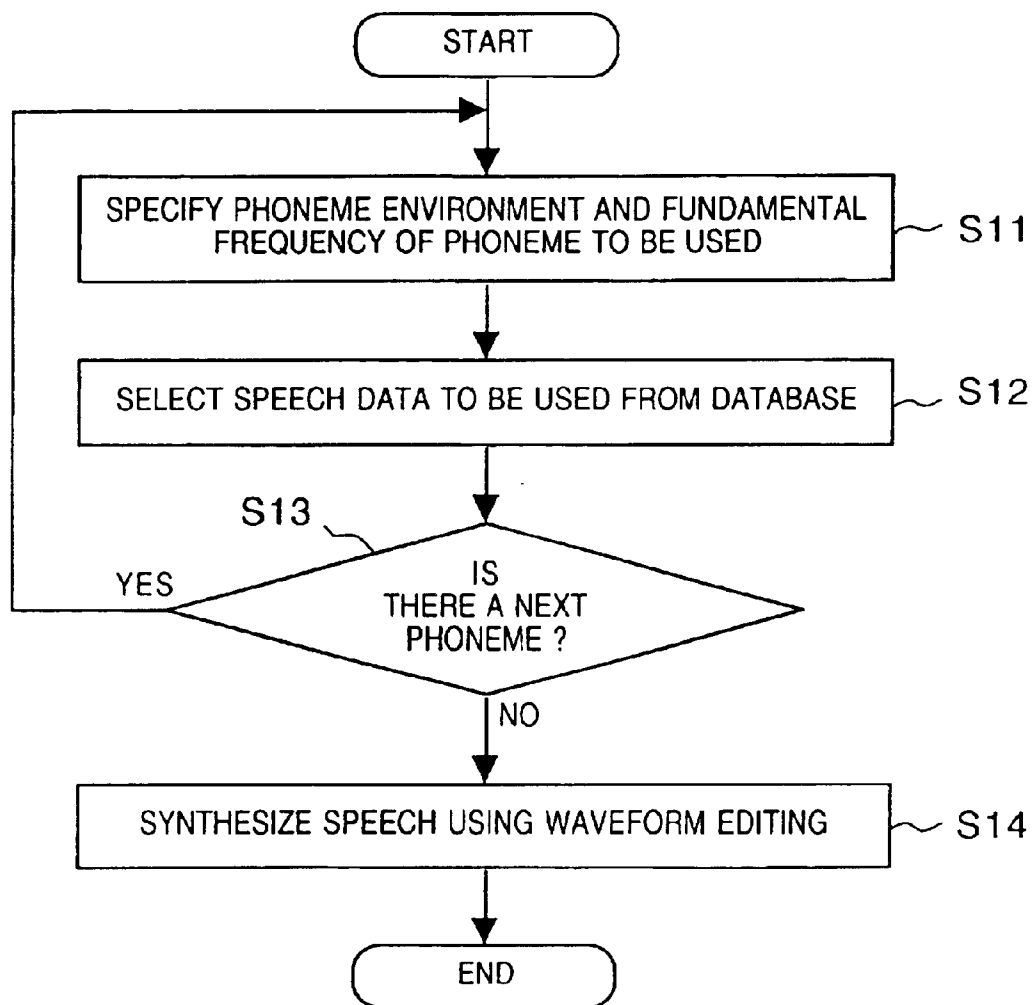 START
SPECIFY PHONEME ENVIRONMENT AND FUNDAMENTAL
FREQUENCY OF PHONEME TO BE USED
S11
SELECT SPEECH DATA TO BE USED FROM DATABASE
S12
S13
YES
IS
THERE A NEXT
PHONEME ?
NO
SYNTHESIZE SPEECH USING WAVEFORM EDITING
S14
END